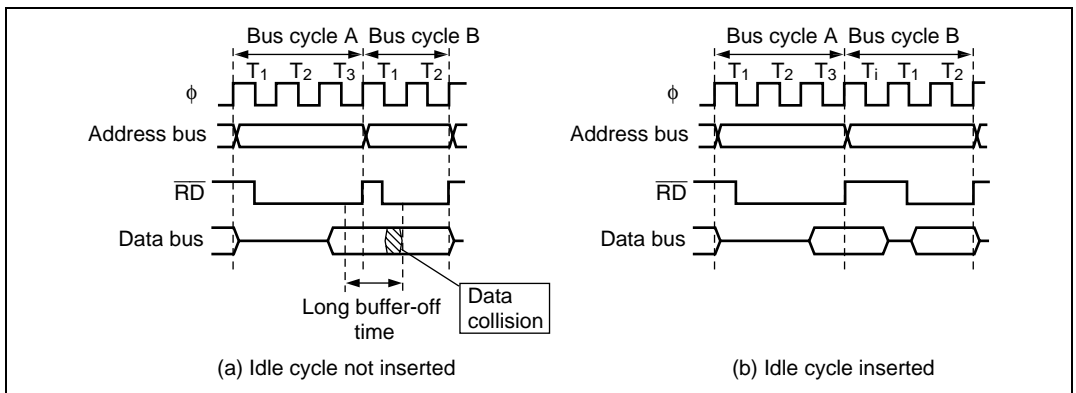 Bus cycle A Bus cycle B
T1 T2 T3 T1 T2
φ
Address bus
RD
Data bus
Long buffer-off
time
Data
collision
(a) Idle cycle not inserted
Bus cycle A Bus cycle B
T1 T2 T3 Ti T1 T2
φ
Address bus
RD
Data bus
(b) Idle cycle inserted